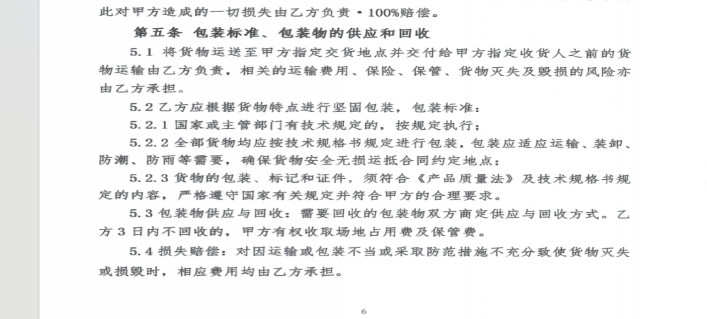 此对甲方造成的一切损失由乙方负责·100%赔偿。
第五条 包装标准、包装物的供应和回收
5.1 将货物运送至甲方指定交货地点并交付给甲方指定收货人之前的货
物运输由乙方负责，相关的运输费用、保险、保管、货物灭失及毁损的风险亦
由乙方承担。
5.2 乙方应根据货物特点进行坚固包装，包装标准：
5.2.1 国家或主管部门有技术规定的，按规定执行；
5.2.2 全部货物均应按技术规格书规定进行包装，包装应适应运输、装卸、
防潮、防雨等需要，确保货物安全无损运抵合同约定地点；
5.2.3 货物的包装、标记和证件，须符合《产品质量法》及技术规格书规
定的内容，严格遵守国家有关规定并符合甲方的合理要求。
5.3 包装物供应与回收：需要回收的包装物双方商定供应与回收方式。乙
方 3 日内不回收的，甲方有权收取场地占用费及保管费。
5.4 损失赔偿：对因运输或包装不当或采取防范措施不充分致使货物灭失
或损毁时，相应费用均由乙方承担。
6